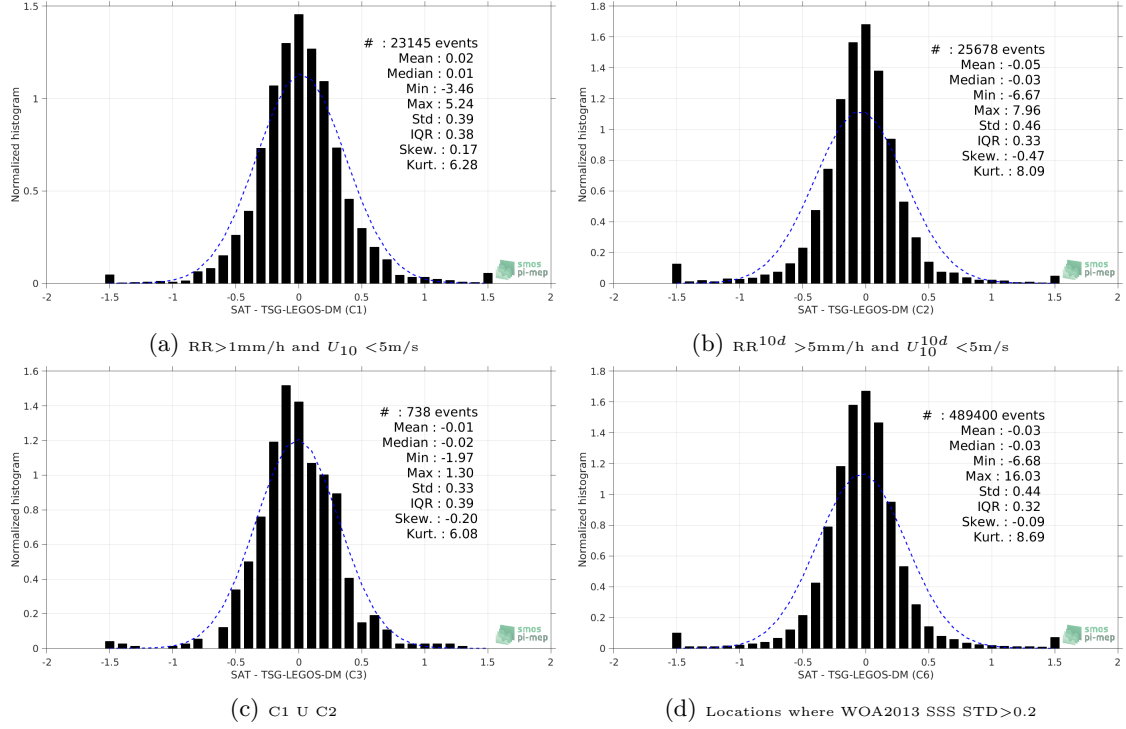 1.5
1
0.5
0
-2
-1.5
-1
-0.5
0
0.5
1
1.5
2
Normalized histogram
SAT - TSG-LEGOS-DM (C1)
# : 23145 events
Mean : 0.02
Median : 0.01
Min : -3.46
Max : 5.24
Std : 0.39
IQR : 0.38
Skew. : 0.17
Kurt. : 6.28
smos
pi-mep
(a) RR>1mm/h and U10 <5m/s
1.8
1.6
1.4
1.2
1
0.8
0.6
0.4
0.2
0
-2
-1.5
-1
-0.5
0
0.5
1
1.5
2
Normalized histogram
SAT - TSG-LEGOS-DM (C2)
# : 25678 events
Mean : -0.05
Median : -0.03
Min : -6.67
Max : 7.96
Std : 0.46
IQR : 0.33
Skew. : -0.47
Kurt. : 8.09
smos
pi-mep
(b) RR10d >5mm/h and U10d10 <5m/s
1.6
1.4
1.2
1
0.8
0.6
0.4
0.2
0
-2
-1.5
-1
-0.5
0
0.5
1
1.5
2
Normalized histogram
SAT - TSG-LEGOS-DM (C3)
# : 738 events
Mean : -0.01
Median : -0.02
Min : -1.97
Max : 1.30
Std : 0.33
IQR : 0.39
Skew. : -0.20
Kurt. : 6.08
smos
pi-mep
(c) C1 U C2
1.8
1.6
1.4
1.2
1
0.8
0.6
0.4
0.2
0
-2
-1.5
-1
-0.5
0
0.5
1
1.5
2
Normalized histogram
SAT - TSG-LEGOS-DM (C6)
# : 489400 events
Mean : -0.03
Median : -0.03
Min : -6.68
Max : 16.03
Std : 0.44
IQR : 0.32
Skew. : -0.09
Kurt. : 8.69
smos
pi-mep
(d) Locations where WOA2013 SSS STD>0.2